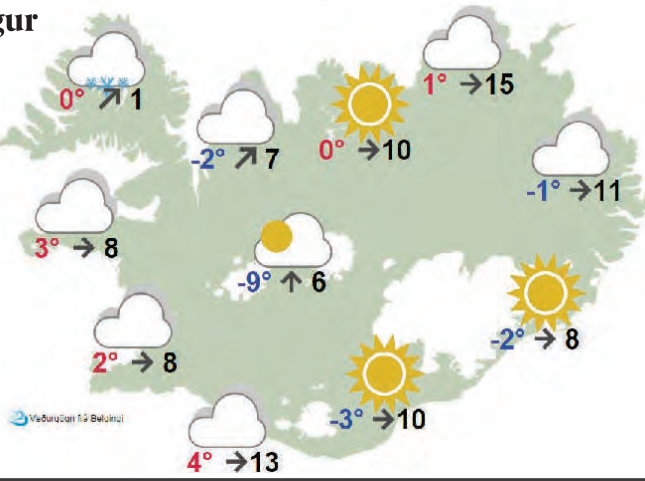 gur
1° → 15
0° ↗ 1
-2° ↗ 7
0° → 10
-1° → 11
3° → 8
-9° ↑ 6
-2° → 8
2° → 8
-3° → 10
4° → 13